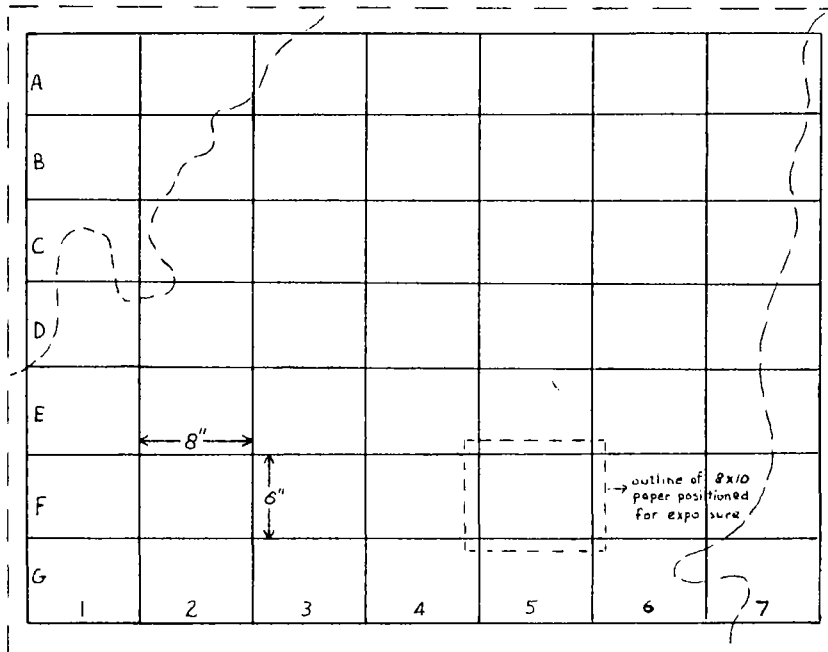 A
B
C
D
E
8"
F
6"
outline of 8x10
paper positioned
for exposure
G
1 2 3 4 5 6 7